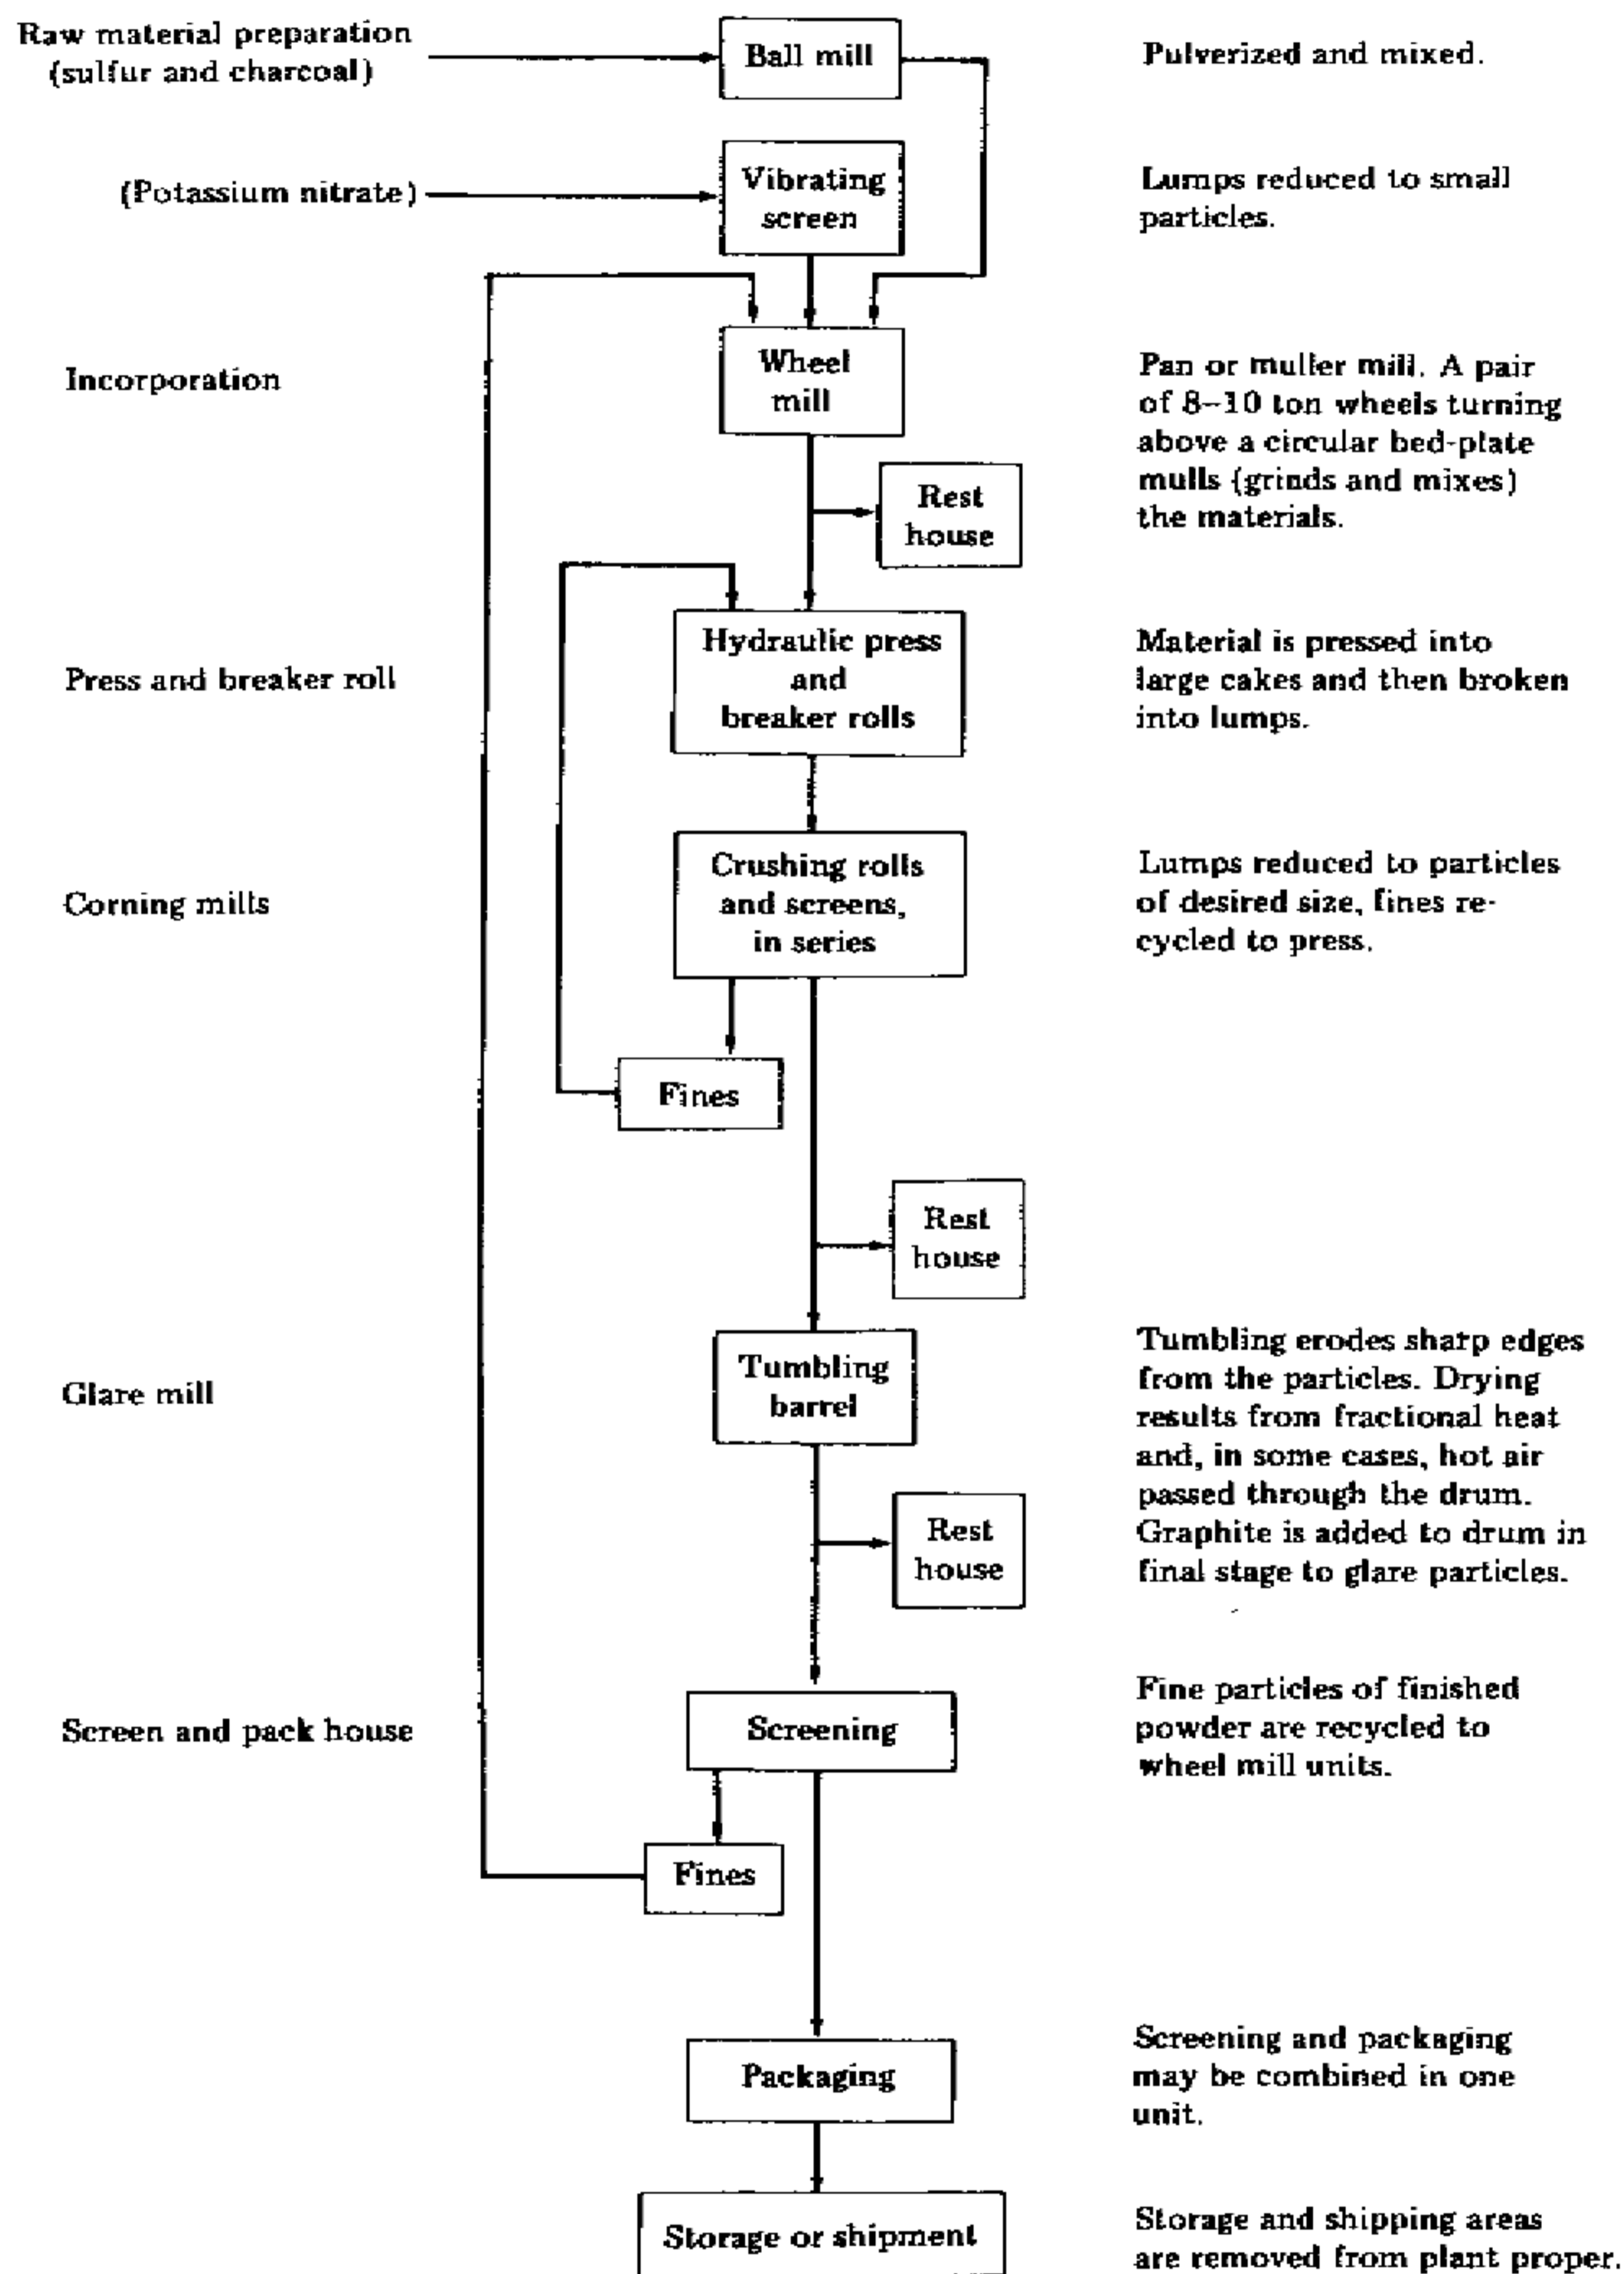 Raw material preparation
(sulfur and charcoal)
Ball mill
Pulverized and mixed.
(Potassium nitrate)
Vibrating
screen
Lumps reduced to small
particles.
Incorporation
Wheel
mill
Pan or muller mill. A pair
of 8–10 ton wheels turning
above a circular bed-plate
mulls (grinds and mixes)
the materials.
Rest
house
Press and breaker roll
Hydraulic press
and
breaker rolls
Material is pressed into
large cakes and then broken
into lumps.
Corning mills
Crushing rolls
and screens,
in series
Lumps reduced to particles
of desired size, fines re-
cycled to press.
Fines
Rest
house
Glare mill
Tumbling
barrel
Tumbling erodes sharp edges
from the particles. Drying
results from fractional heat
and, in some cases, hot air
passed through the drum.
Graphite is added to drum in
final stage to glare particles.
Rest
house
Screen and pack house
Screening
Fine particles of finished
powder are recycled to
wheel mill units.
Fines
Packaging
Screening and packaging
may be combined in one
unit.
Storage or shipment
Storage and shipping areas
are removed from plant proper.